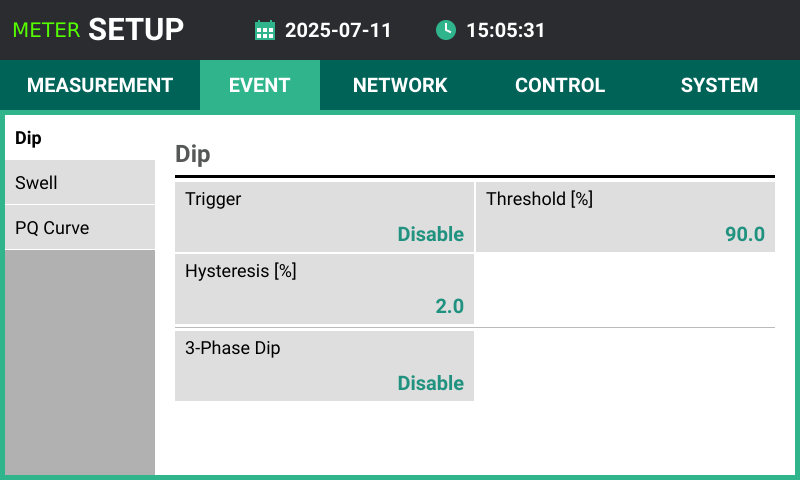 METER SETUP 2025-07-11 15:05:31
MEASUREMENT EVENT NETWORK CONTROL SYSTEM
Dip
Swell
PQ Curve
Dip
Trigger
Disable
Threshold [%]
90.0
Hysteresis [%]
2.0
3-Phase Dip
Disable